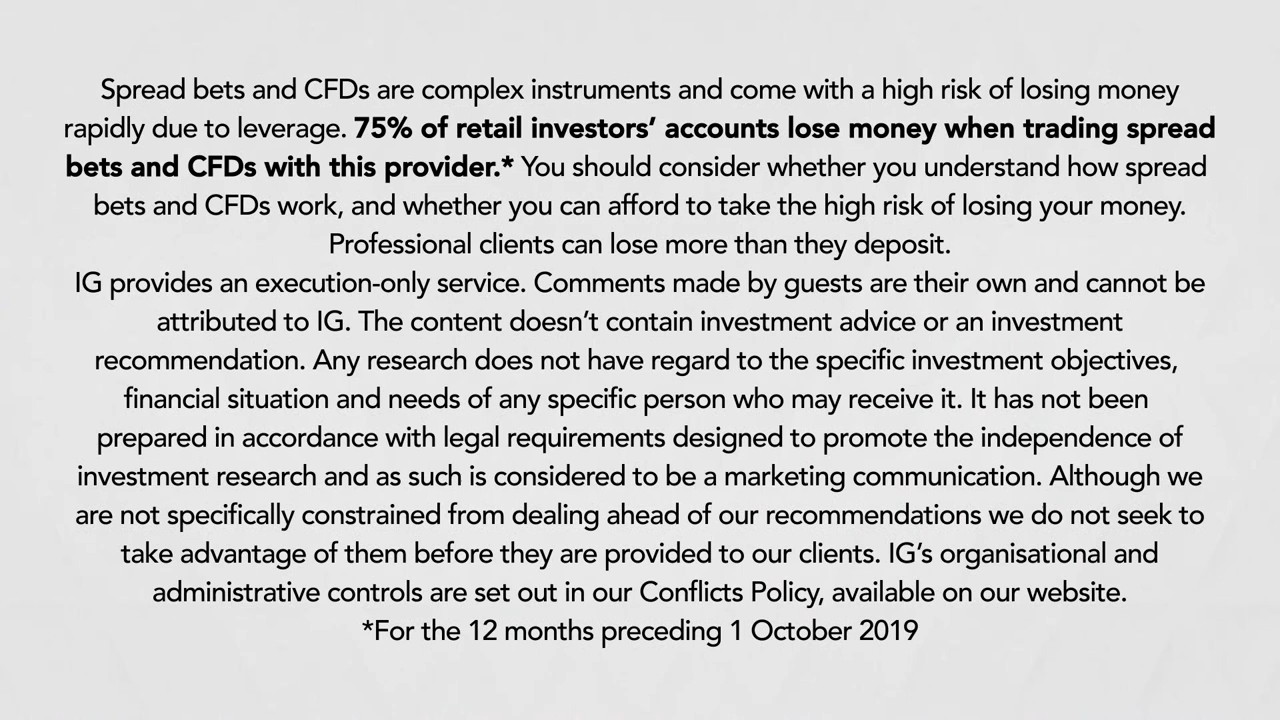 Spread bets and CFDs are complex instruments and come with a high risk of losing money
rapidly due to leverage. 75% of retail investors’ accounts lose money when trading spread
bets and CFDs with this provider.* You should consider whether you understand how spread
bets and CFDs work, and whether you can afford to take the high risk of losing your money.
Professional clients can lose more than they deposit.
IG provides an execution-only service. Comments made by guests are their own and cannot be
attributed to IG. The content doesn’t contain investment advice or an investment
recommendation. Any research does not have regard to the specific investment objectives,
financial situation and needs of any specific person who may receive it. It has not been
prepared in accordance with legal requirements designed to promote the independence of
investment research and as such is considered to be a marketing communication. Although we
are not specifically constrained from dealing ahead of our recommendations we do not seek to
take advantage of them before they are provided to our clients. IG’s organisational and
administrative controls are set out in our Conflicts Policy, available on our website.
*For the 12 months preceding 1 October 2019